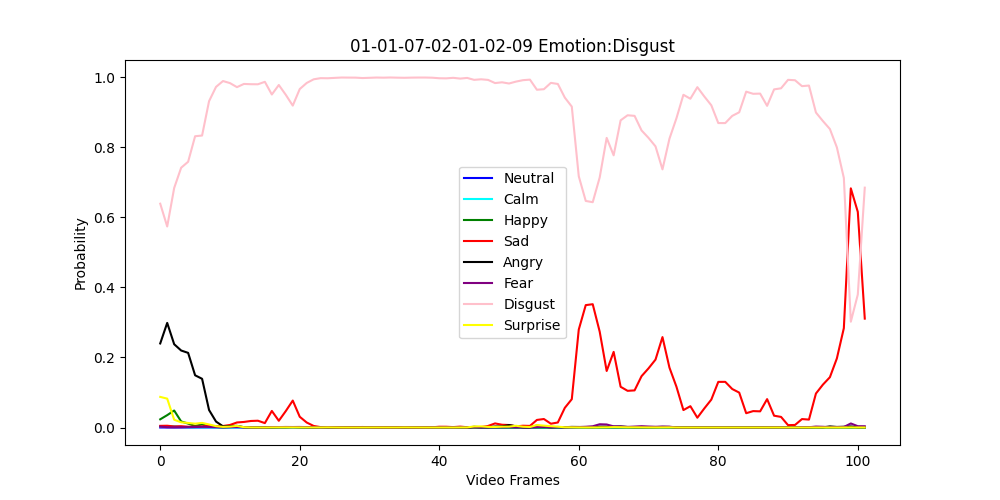 01-01-07-02-01-02-09 Emotion:Disgust
Probability
1.0
0.8
0.6
0.4
0.2
0.0
Neutral
Calm
Happy
Sad
Angry
Fear
Disgust
Surprise
0 20 40 60 80 100
Video Frames